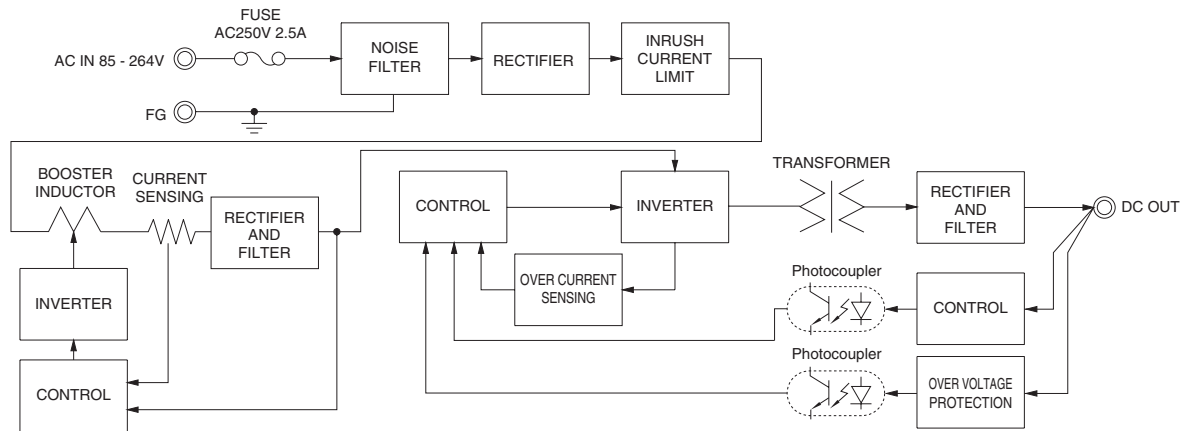 FUSE
AC250V 2.5A
AC IN 85 - 264V
NOISE
FILTER
RECTIFIER
INRUSH
CURRENT
LIMIT
FG
BOOSTER
INDUCTOR
CURRENT
SENSING
RECTIFIER
AND
FILTER
CONTROL
INVERTER
TRANSFORMER
RECTIFIER
AND
FILTER
DC OUT
OVER CURRENT
SENSING
INVERTER
CONTROL
Photocoupler
CONTROL
Photocoupler
OVER VOLTAGE
PROTECTION